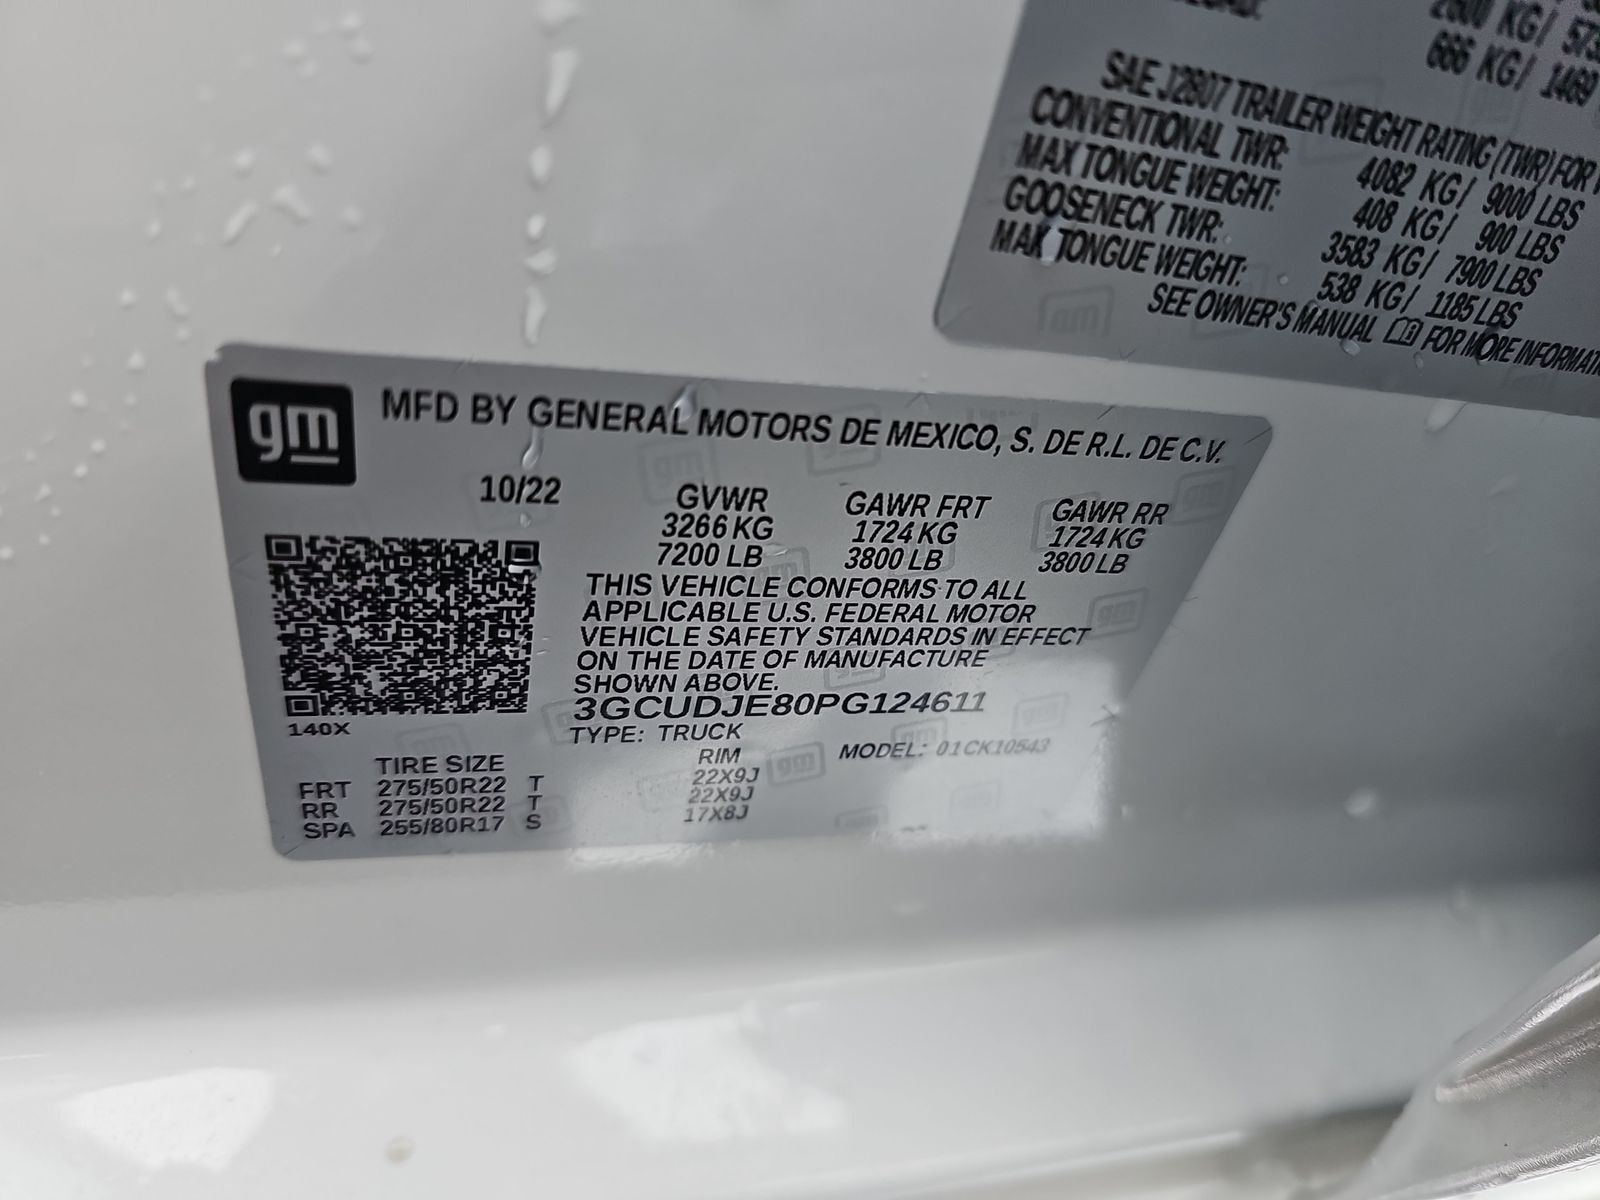 2600 KG/
666 KG/ 1469
SAE J2807 TRAILER WEIGHT RATING (TWR) FOR
CONVENTIONAL TWR: 4082 KG/ 9000 LBS
MAX TONGUE WEIGHT: 408 KG/ 900 LBS
GOOSENECK TWR: 3583 KG/ 7900 LBS
MAX TONGUE WEIGHT: 538 KG/ 1185 LBS
SEE OWNER'S MANUAL FOR MORE
gm
MFD BY GENERAL MOTORS DE MEXICO, S. DE R.L. DE C.V.
10/22
GVWR GAWR FRT GAWR RR
3266 KG 1724 KG 1724 KG
7200 LB 3800 LB 3800 LB
THIS VEHICLE CONFORMS TO ALL
APPLICABLE U.S. FEDERAL MOTOR
VEHICLE SAFETY STANDARDS IN EFFECT
ON THE DATE OF MANUFACTURE
SHOWN ABOVE.
3GCUDJE80PG124611
140X
TYPE: TRUCK MODEL: 01CK10543
TIRE SIZE RIM
FRT 275/50R22 T 22X9J
RR 275/50R22 T 22X9J
SPA 255/80R17 S 17X8J